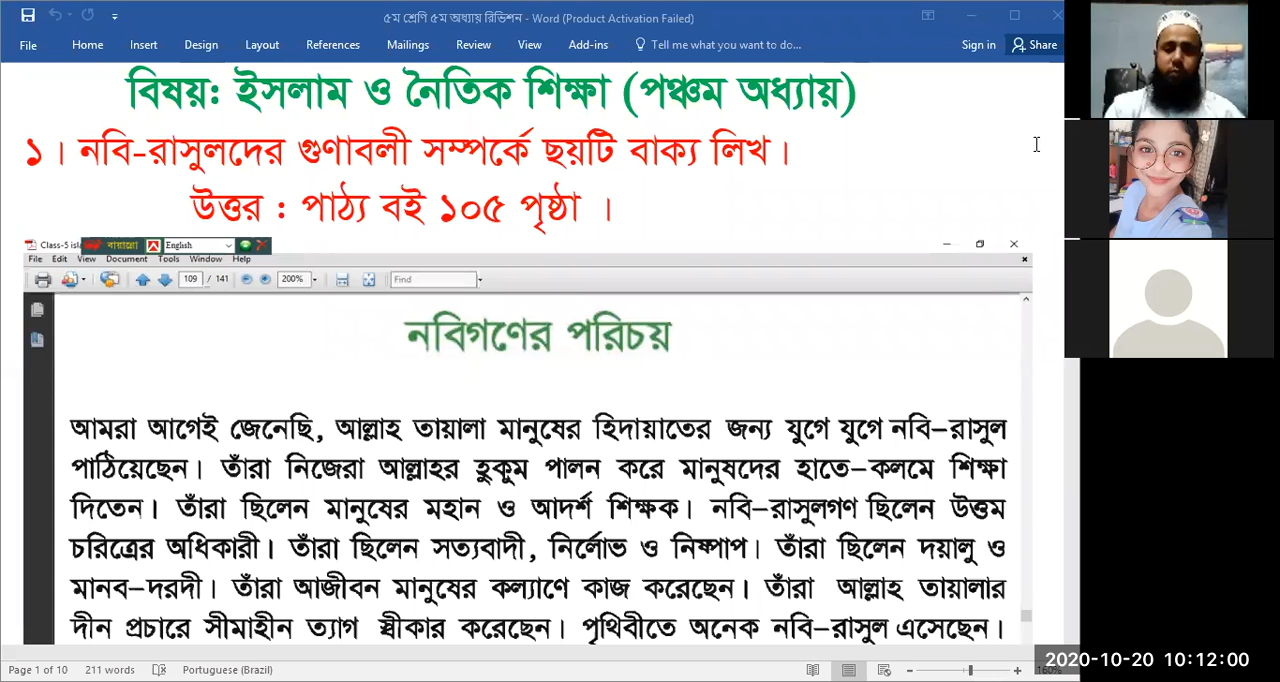 ৫ম শ্রেণি ৫ম অধ্যায় রিভিশন - Word (Product Activation Failed)
File Home Insert Design Layout References Mailings Review View Add-ins Tell me what you want to do... Sign in Share
বিষয়: ইসলাম ও নৈতিক শিক্ষা (পঞ্চম অধ্যায়)
১। নবি-রাসুলদের গুণাবলী সম্পর্কে ছয়টি বাক্য লিখ।
উত্তর : পাঠ্য বই ১০৫ পৃষ্ঠা ।
Class-5 isla বায়ান্নো English
File Edit View Document Tools Window Help
109 / 141 200% Find
নবিগণের পরিচয়
আমরা আগেই জেনেছি, আল্লাহ তায়ালা মানুষের হিদায়াতের জন্য যুগে যুগে নবি-রাসুল
পাঠিয়েছেন। তাঁরা নিজেরা আল্লাহর হুকুম পালন করে মানুষদের হাতে-কলমে শিক্ষা
দিতেন। তাঁরা ছিলেন মানুষের মহান ও আদর্শ শিক্ষক। নবি-রাসুলগণ ছিলেন উত্তম
চরিত্রের অধিকারী। তাঁরা ছিলেন সত্যবাদী, নির্লোভ ও নিষ্পাপ। তাঁরা ছিলেন দয়ালু ও
মানব-দরদী। তাঁরা আজীবন মানুষের কল্যাণে কাজ করেছেন। তাঁরা আল্লাহ তায়ালার
দীন প্রচারে সীমাহীন ত্যাগ স্বীকার করেছেন। পৃথিবীতে অনেক নবি-রাসুল এসেছেন।
Page 1 of 10 211 words Portuguese (Brazil) 160%
2020-10-20 10:12:00